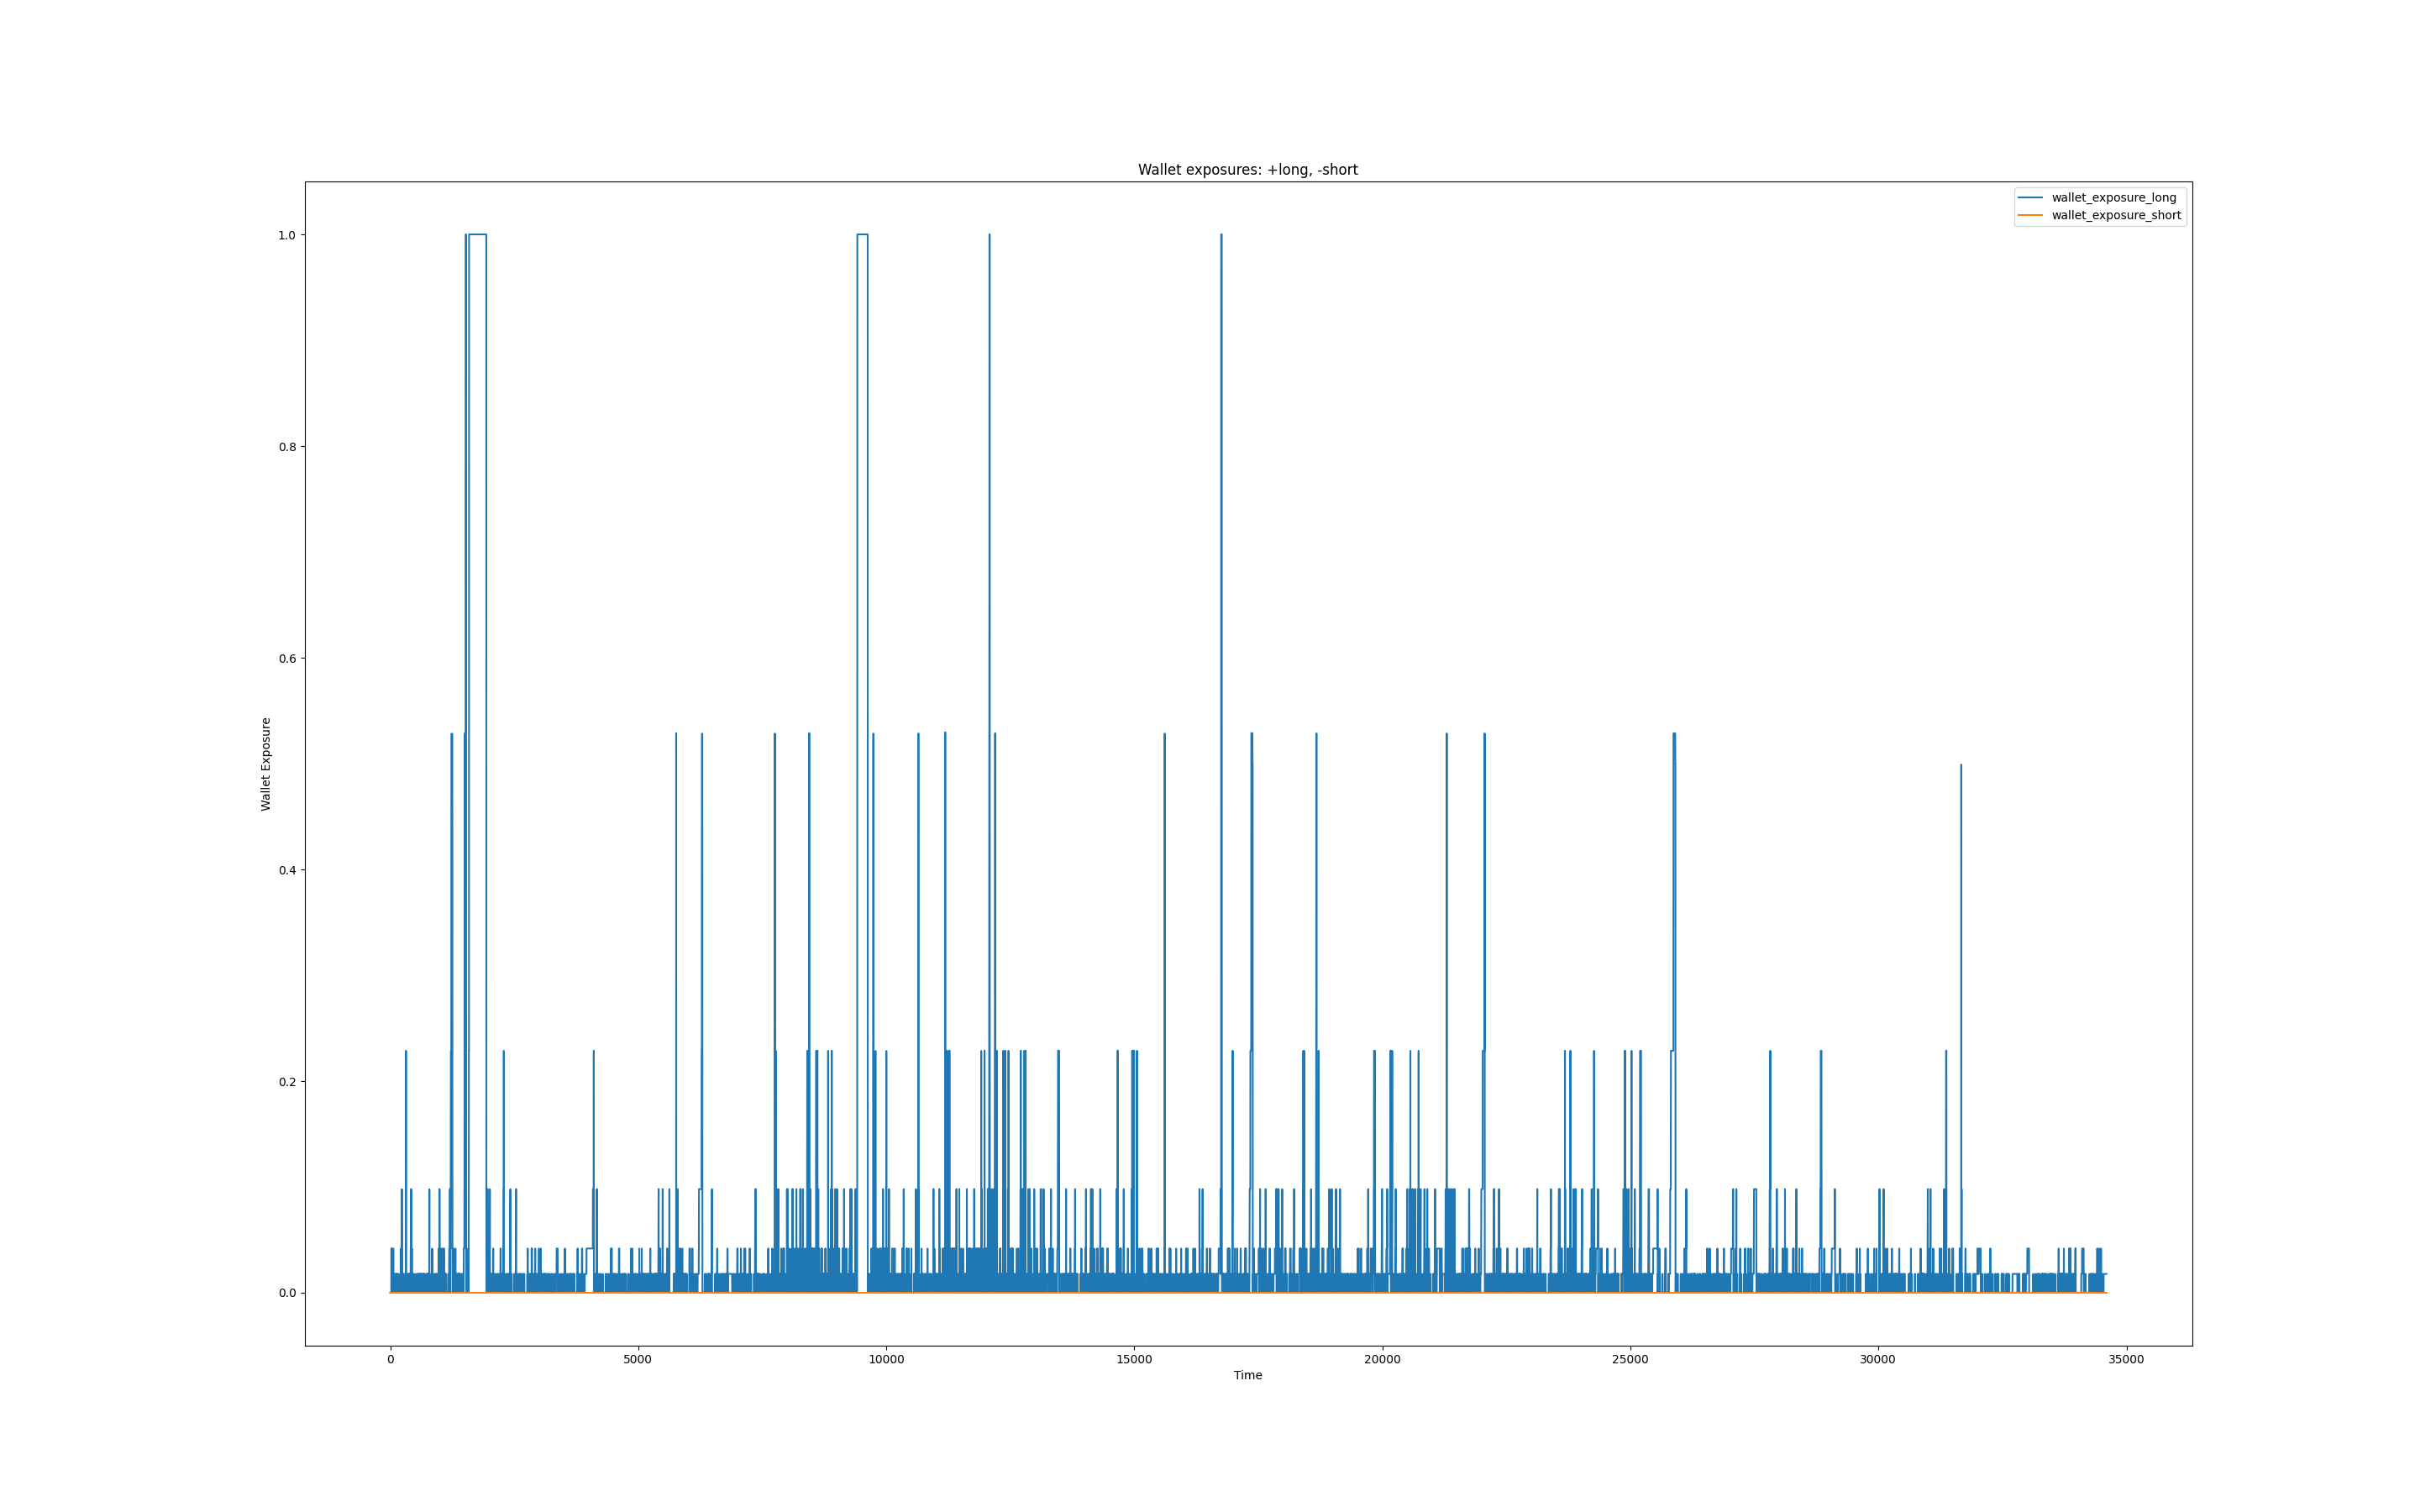 Wallet exposures: +long, -short
wallet_exposure_long
wallet_exposure_short
1.0
0.8
0.6
0.4
0.2
0.0
Wallet Exposure
0 5000 10000 15000 20000 25000 30000 35000
Time